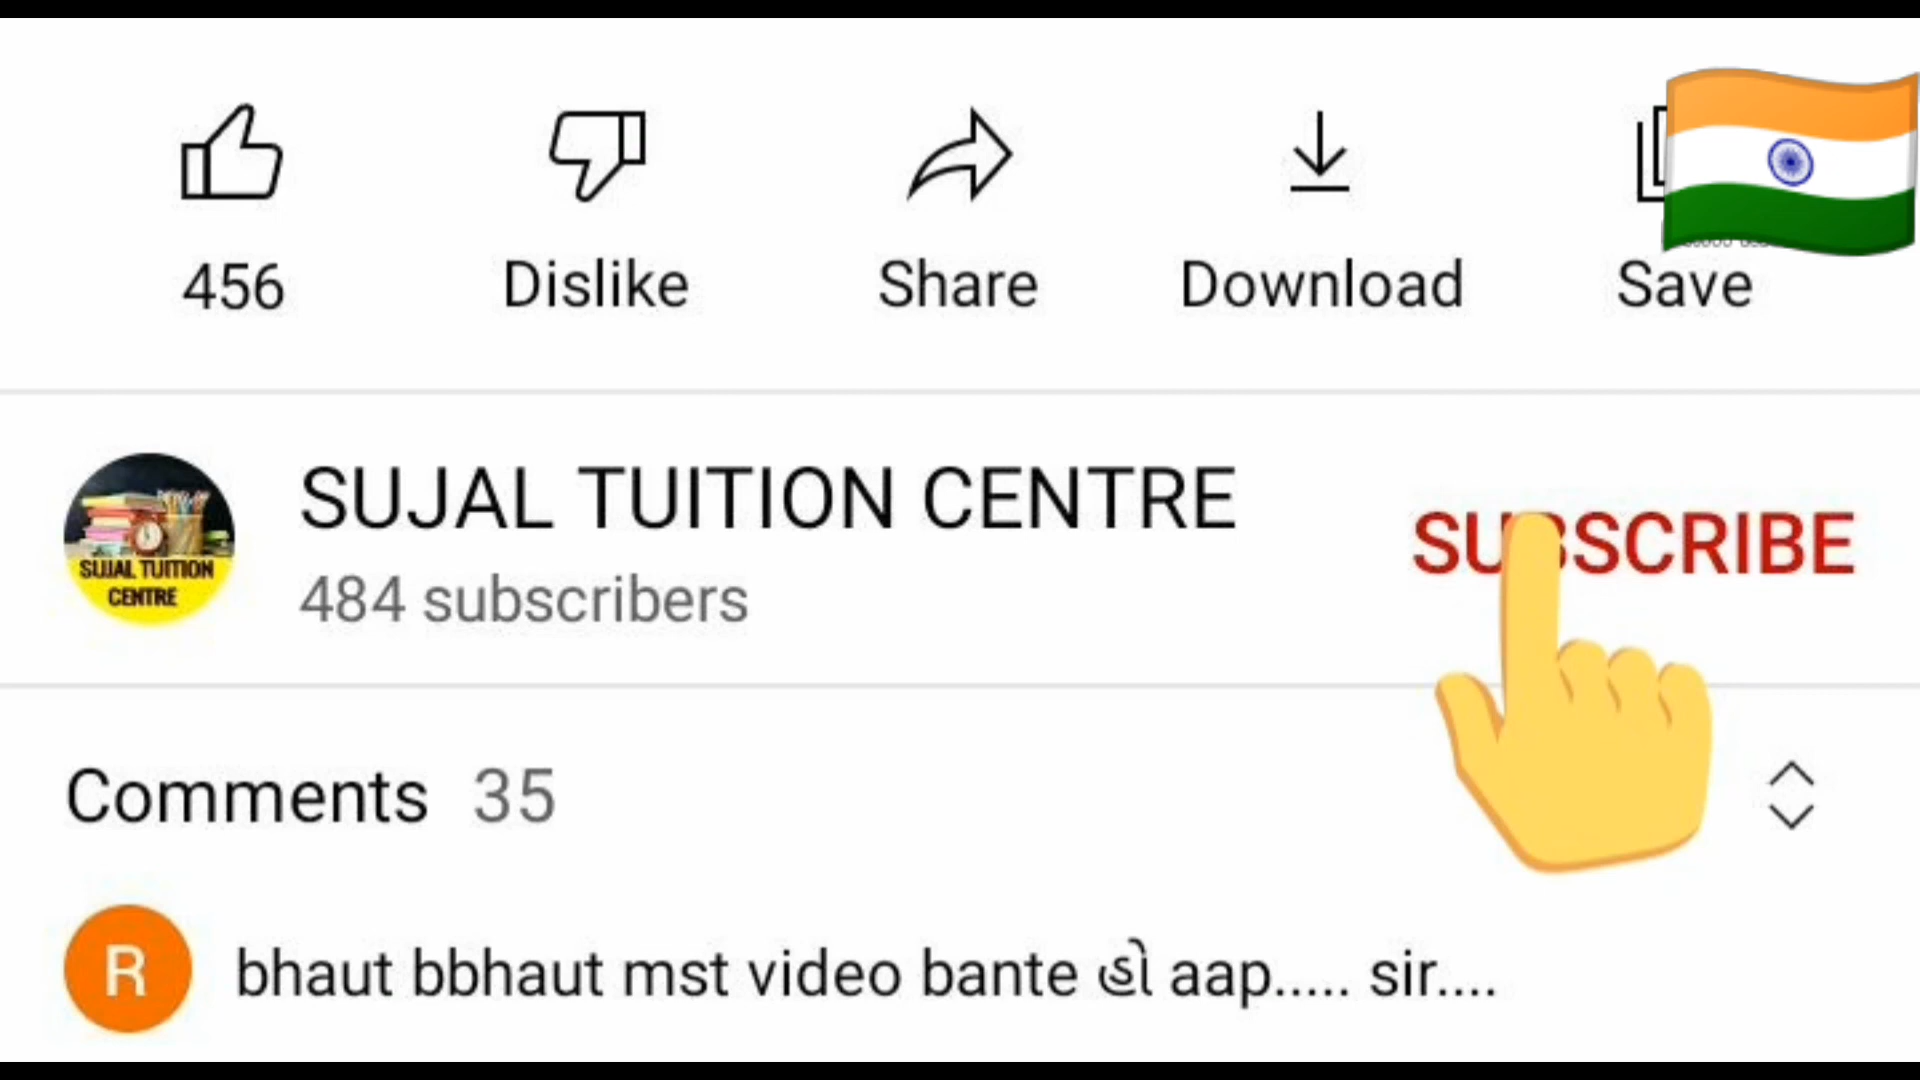 456
Dislike
Share
Download
Save
SUJAL TUITION CENTRE
SUBSCRIBE
484 subscribers
SUJAL TUITION
CENTRE
Comments 35
R
bhaut bbhaut mst video bante હો aap..... sir....